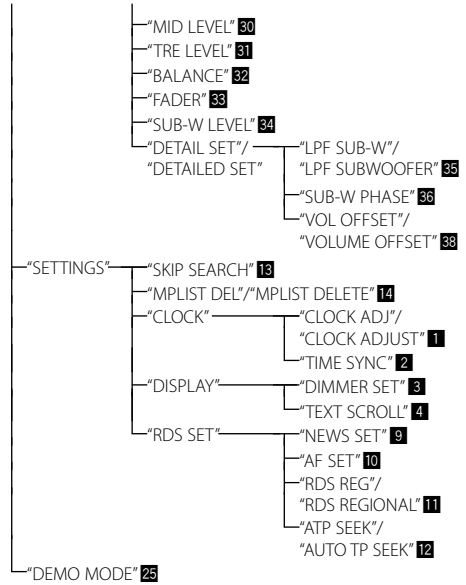 “MID LEVEL” 30
“TRE LEVEL” 31
“BALANCE” 32
“FADER” 33
“SUB-W LEVEL” 34
“DETAIL SET”/
“DETAILED SET”
“LPF SUB-W”/
“LPF SUBWOOFER” 35
“SUB-W PHASE” 36
“VOL OFFSET”/
“VOLUME OFFSET” 38
“SETTINGS”
“SKIP SEARCH” 13
“MPLIST DEL”/“MPLIST DELETE” 14
“CLOCK”
“CLOCK ADJ”/
“CLOCK ADJUST” 1
“TIME SYNC” 2
“DISPLAY”
“DIMMER SET” 3
“TEXT SCROLL” 4
“RDS SET”
“NEWS SET” 9
“AF SET” 10
“RDS REG”/
“RDS REGIONAL” 11
“ATP SEEK”/
“AUTO TP SEEK” 12
“DEMO MODE” 25